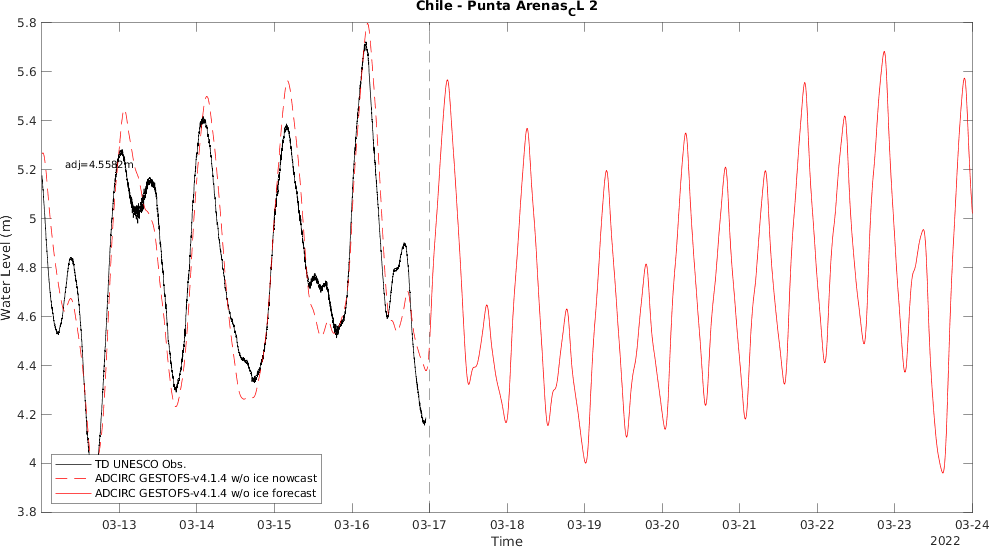 Chile - Punta Arenas_CL 2
5.8
5.6
5.4
5.2
5
4.8
4.6
4.4
4.2
4
3.8
Water Level (m)
adj=4.5582m
TD UNESCO Obs.
ADCIRC GESTOFS-v4.1.4 w/o ice nowcast
ADCIRC GESTOFS-v4.1.4 w/o ice forecast
03-13 03-14 03-15 03-16 03-17 03-18 03-19 03-20 03-21 03-22 03-23 03-24
Time
2022